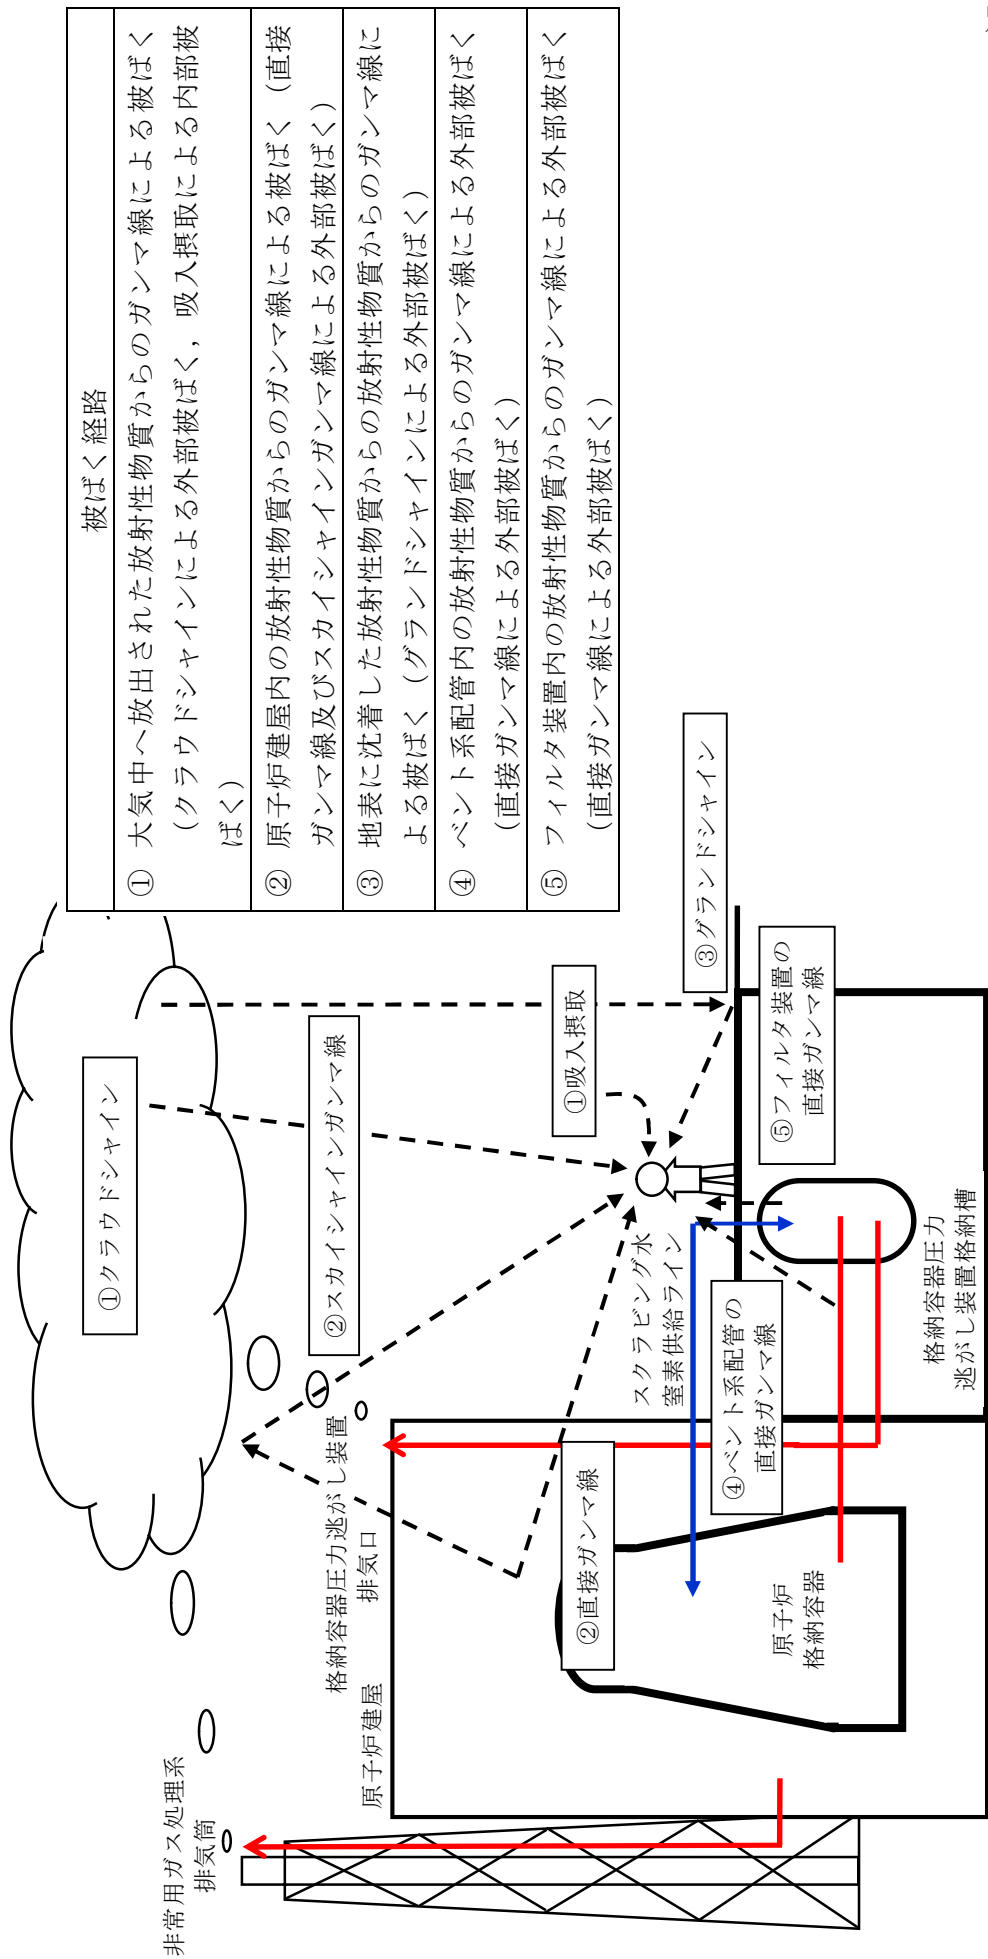 被ばく経路
① 大気中へ放出された放射性物質からのガンマ線による被ばく
（クラウドシャインによる外部被ばく，吸入摂取による内部被
ばく）
② 原子炉建屋内の放射性物質からのガンマ線による被ばく（直接
ガンマ線及びスカイシャインガンマ線による外部被ばく）
③ 地表に沈着した放射性物質からの放射性物質からのガンマ線に
よる被ばく（グランドシャインによる外部被ばく）
④ ベント系配管内の放射性物質からのガンマ線による外部被ばく
（直接ガンマ線による外部被ばく）
⑤ フィルタ装置内の放射性物質からのガンマ線による外部被ばく
（直接ガンマ線による外部被ばく）
①クラウドシャイン
②スカイシャインガンマ線
①吸入摂取
③グランドシャイン
非常用ガス処理系
排気筒
格納容器圧力逃がし装置
排気口
原子炉建屋
②直接ガンマ線
スクラビング水
窒素供給ライン
④ベント系配管の
直接ガンマ線
⑤フィルタ装置の
直接ガンマ線
原子炉
格納容器
格納容器圧力
逃がし装置格納槽